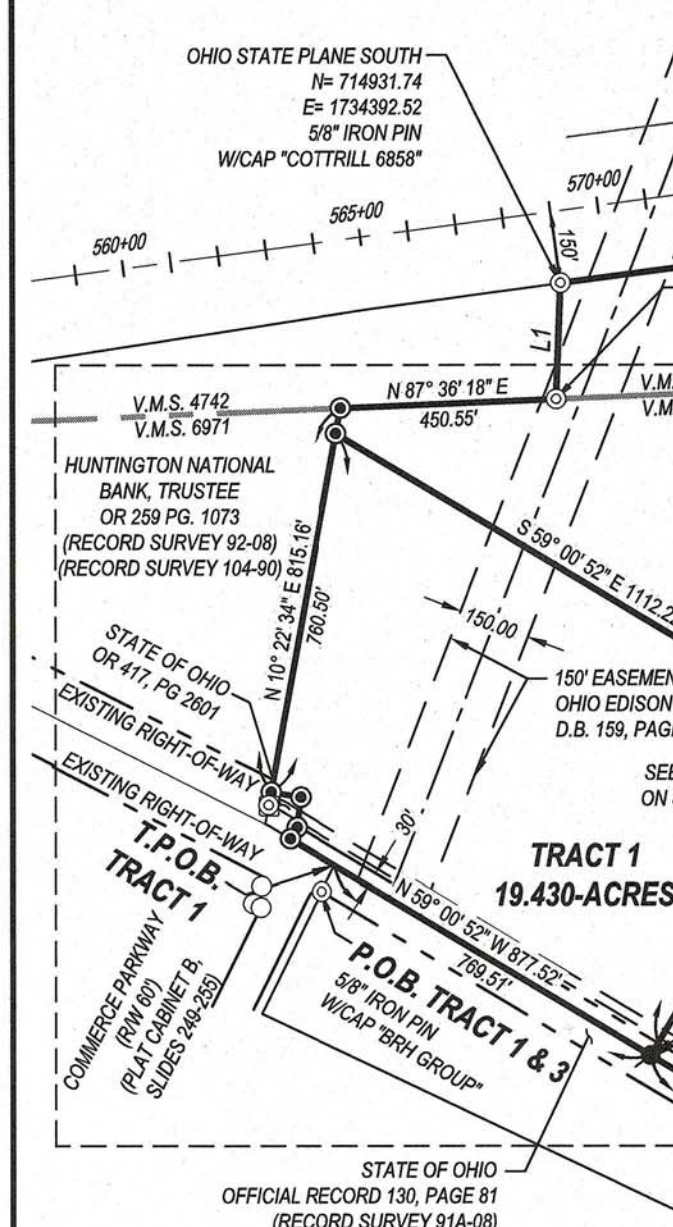 OHIO STATE PLANE SOUTH
N= 714931.74
E= 1734392.52
5/8" IRON PIN
W/CAP "COTTRILL 6858"
570+00
565+00
560+00
150'
L1
N 87° 36' 18" E
450.55'
V.M.S. 4742
V.M.S. 6971
V.M.
V.M
HUNTINGTON NATIONAL
BANK, TRUSTEE
OR 259 PG. 1073
(RECORD SURVEY 92-08)
(RECORD SURVEY 104-90)
N 10° 22' 34" E 815.16'
760.50'
S 59° 00' 52" E 1112.2
150.00
STATE OF OHIO
OR 417, PG 2601
EXISTING RIGHT-OF-WAY
EXISTING RIGHT-OF-WAY
150' EASEMEN
OHIO EDISON
D.B. 159, PAG
SEE
ON
30'
T.P.O.B.
TRACT 1
TRACT 1
19.430-ACRES
N 59° 00' 52" W 877.52'
769.51'
P.O.B. TRACT 1 & 3
5/8" IRON PIN
W/CAP "BRH GROUP"
COMMERCE PARKWAY
(R/W 60')
(PLAT CABINET B,
SLIDES 249-255)
STATE OF OHIO
OFFICIAL RECORD 130, PAGE 81
(RECORD SURVEY 91A-08)